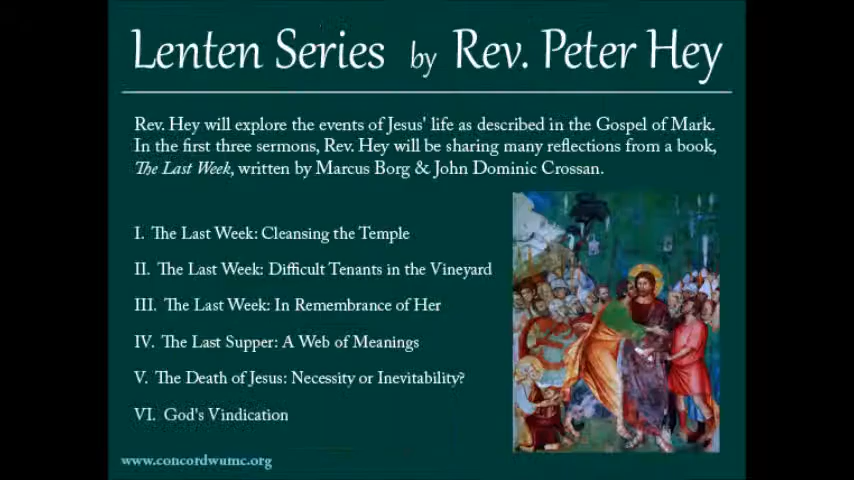 Lenten Series by Rev. Peter Hey
Rev. Hey will explore the events of Jesus' life as described in the Gospel of Mark.
In the first three sermons, Rev. Hey will be sharing many reflections from a book,
The Last Week, written by Marcus Borg & John Dominic Crossan.
I. The Last Week: Cleansing the Temple
II. The Last Week: Difficult Tenants in the Vineyard
III. The Last Week: In Remembrance of Her
IV. The Last Supper: A Web of Meanings
V. The Death of Jesus: Necessity or Inevitability?
VI. God's Vindication
www.concordwumc.org